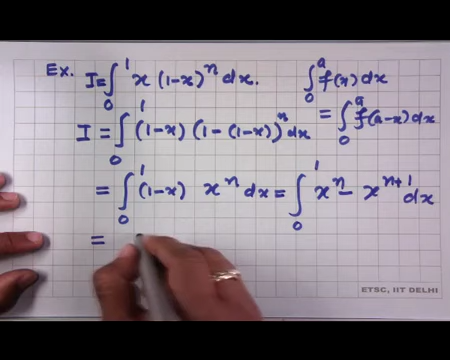 Ex. I = ∫₀¹ x (1-x)ⁿ dx. ∫₀ᵃ f(x) dx
= ∫₀ᵃ f(a-x) dx
I = ∫₀¹ (1-x) (1-(1-x))ⁿ dx
= ∫₀¹ (1-x) xⁿ dx = ∫₀¹ xⁿ - xⁿ⁺¹ dx
=
ETSC, IIT DELHI